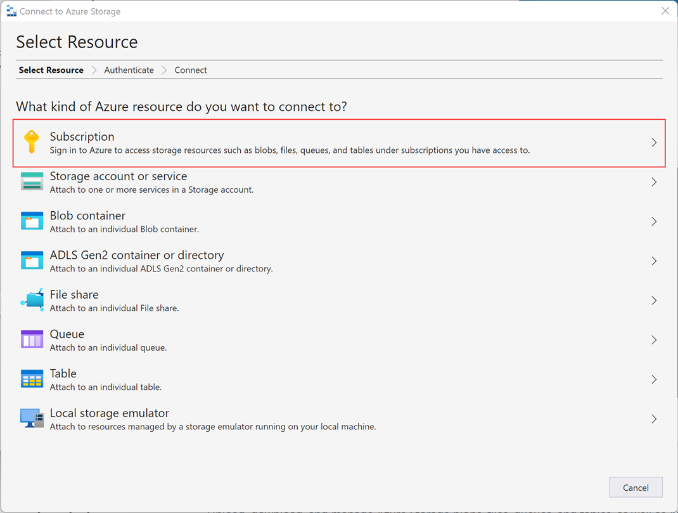 Connect to Azure Storage
Select Resource
Select Resource
Authenticate
Connect
What kind of Azure resource do you want to connect to?
Subscription
Sign in to Azure to access storage resources such as blobs, files, queues, and tables under subscriptions you have access to.
Storage account or service
Attach to one or more services in a Storage account.
Blob container
Attach to an individual Blob container.
ADLS Gen2 container or directory
Attach to an individual ADLS Gen2 container or directory.
File share
Attach to an individual File share.
Queue
Attach to an individual queue.
Table
Attach to an individual table.
Local storage emulator
Attach to resources managed by a storage emulator running on your local machine.
Cancel